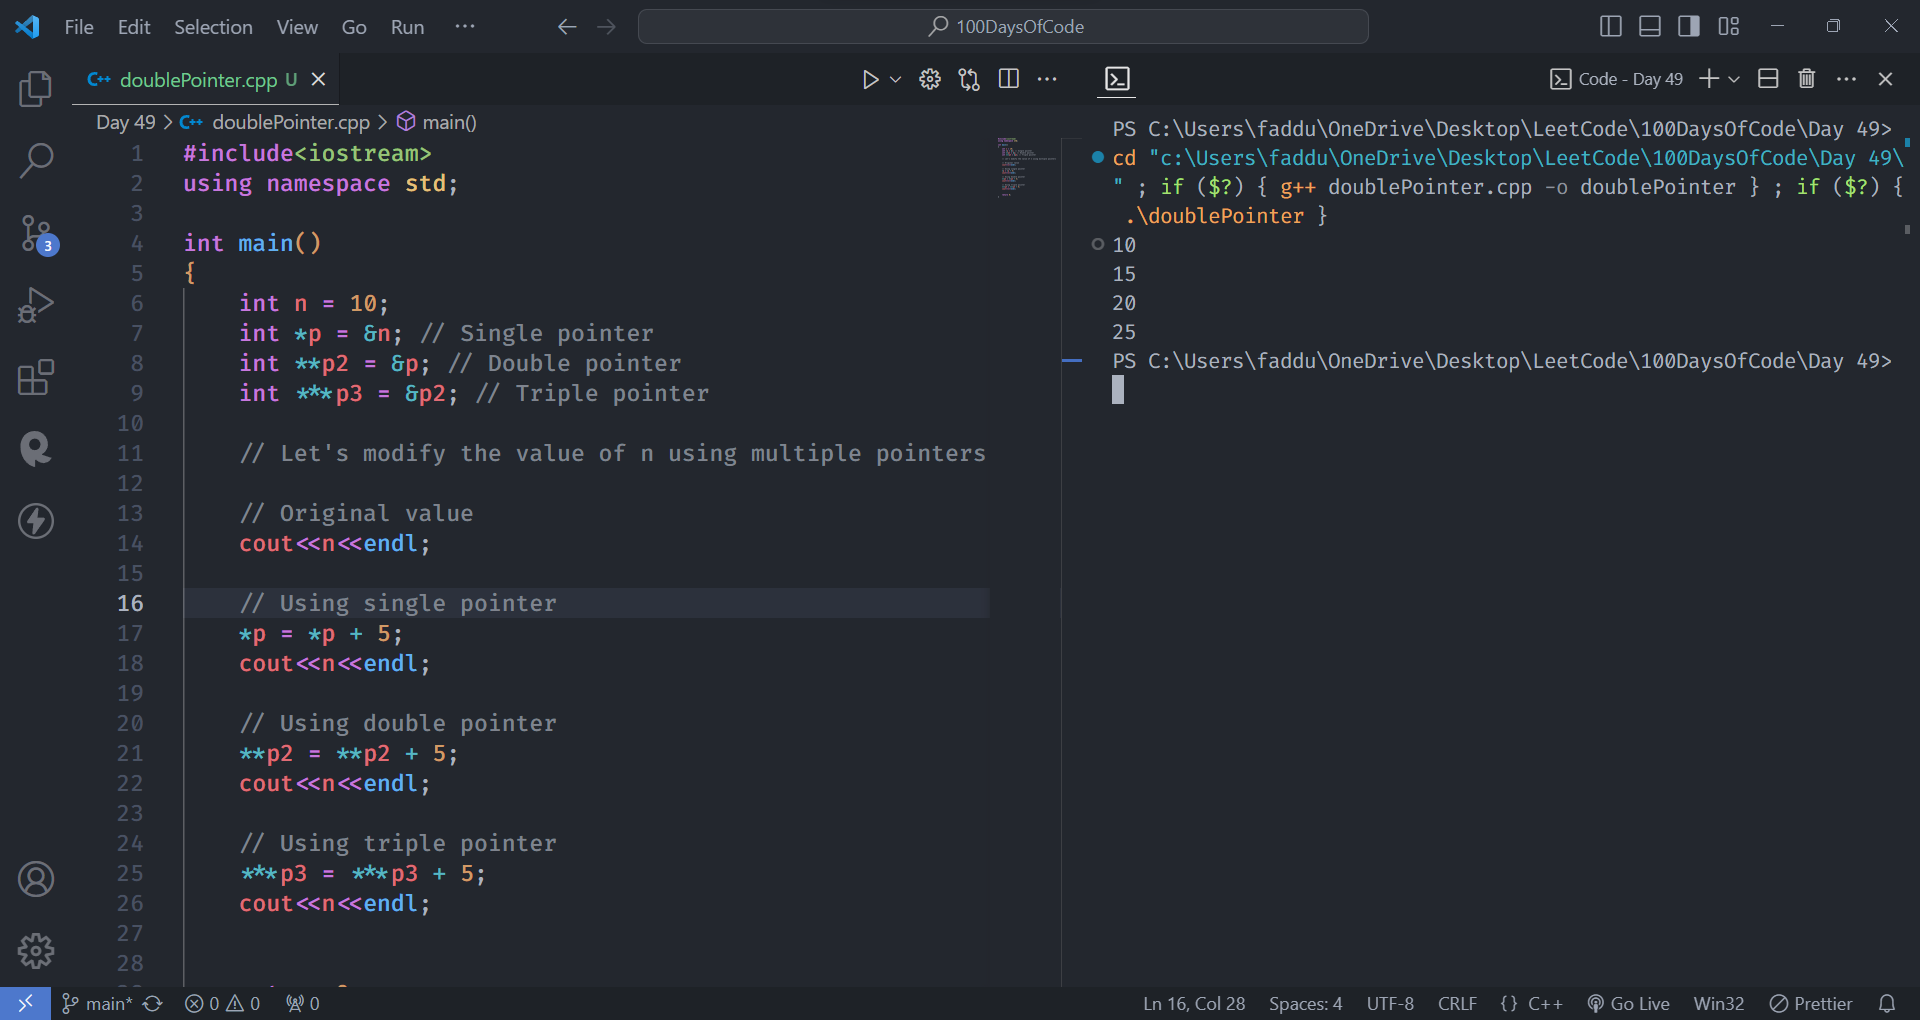 File Edit Selection View Go Run ··· 100DaysOfCode
doublePointer.cpp U
Day 49 > doublePointer.cpp > main()
1 #include<iostream>
2 using namespace std;
3
4 int main()
5 {
6 int n = 10;
7 int *p = &n; // Single pointer
8 int **p2 = &p; // Double pointer
9 int ***p3 = &p2; // Triple pointer
10
11 // Let's modify the value of n using multiple pointers
12
13 // Original value
14 cout<<n<<endl;
15
16 // Using single pointer
17 *p = *p + 5;
18 cout<<n<<endl;
19
20 // Using double pointer
21 **p2 = **p2 + 5;
22 cout<<n<<endl;
23
24 // Using triple pointer
25 ***p3 = ***p3 + 5;
26 cout<<n<<endl;
27
28
3
Code - Day 49
PS C:\Users\faddu\OneDrive\Desktop\LeetCode\100DaysOfCode\Day 49>
cd "c:\Users\faddu\OneDrive\Desktop\LeetCode\100DaysOfCode\Day 49\
" ; if ($?) { g++ doublePointer.cpp -o doublePointer } ; if ($?) {
.\doublePointer }
10
15
20
25
PS C:\Users\faddu\OneDrive\Desktop\LeetCode\100DaysOfCode\Day 49>
main* 0 0 0 Ln 16, Col 28 Spaces: 4 UTF-8 CRLF {} C++ Go Live Win32 Prettier